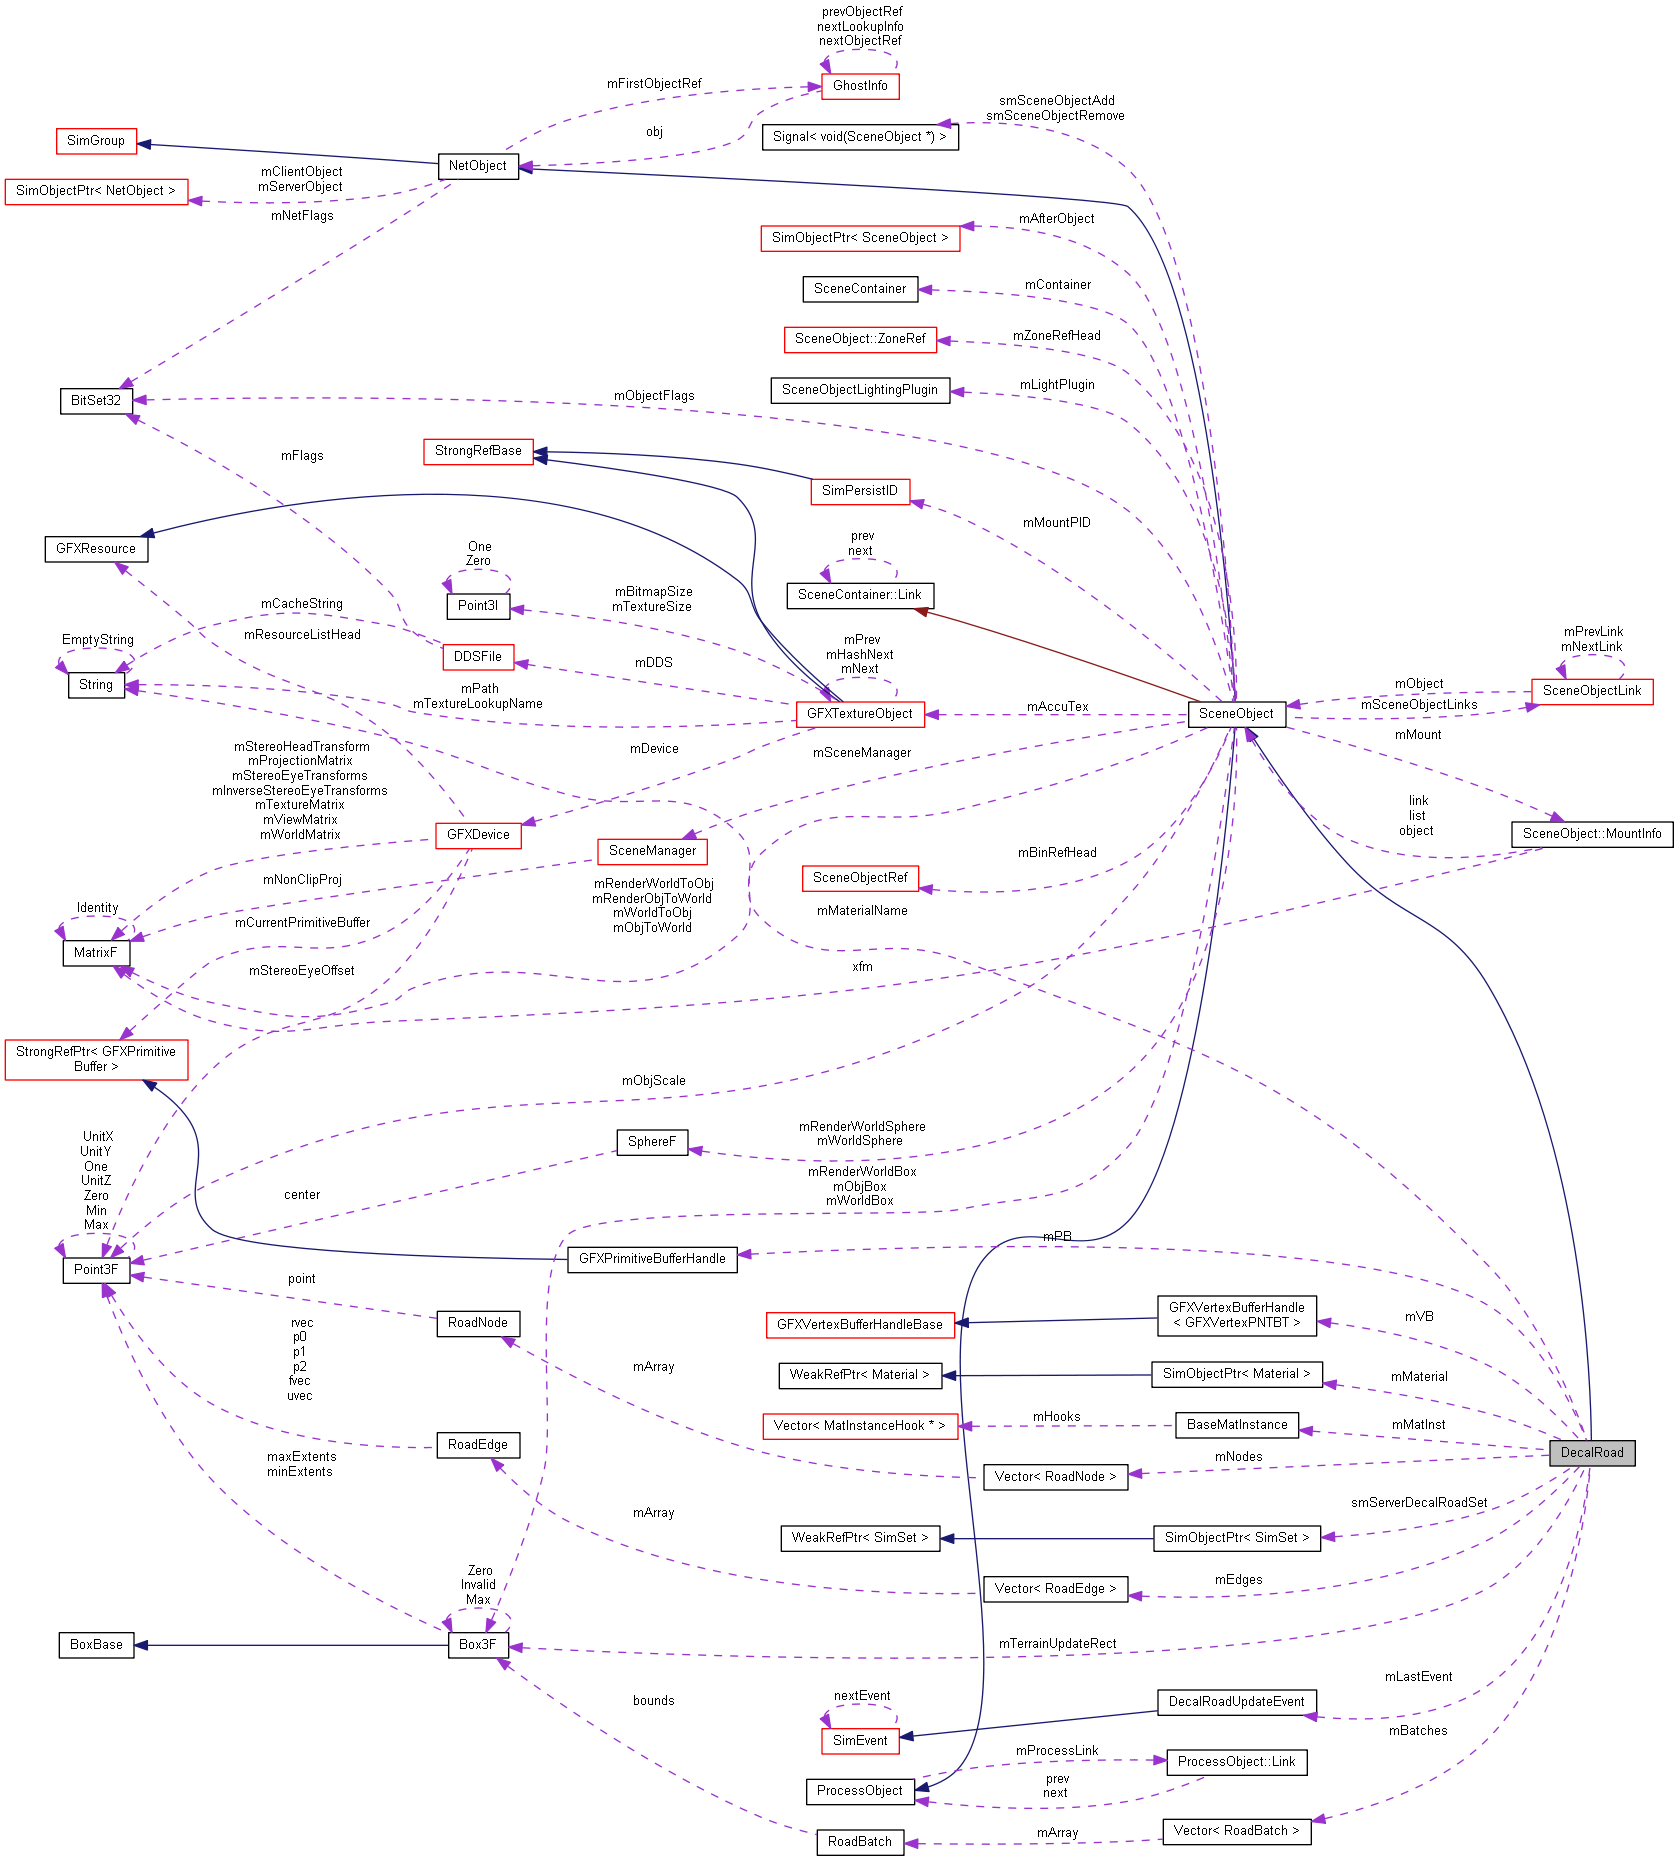 prevObjectRef
nextLookupInfo
nextObjectRef
mFirstObjectRef
GhostInfo
smSceneObjectAdd
smSceneObjectRemove
obj
Signal< void(SceneObject *) >
SimGroup
NetObject
mClientObject
mServerObject
SimObjectPtr< NetObject >
mNetFlags
mAfterObject
SimObjectPtr< SceneObject >
mContainer
SceneContainer
mZoneRefHead
SceneObject::ZoneRef
mLightPlugin
SceneObjectLightingPlugin
mObjectFlags
BitSet32
StrongRefBase
mFlags
SimPersistID
mMountPID
GFXResource
One
Zero
prev
next
Point3I
mBitmapSize
mTextureSize
SceneContainer::Link
mCacheString
mResourceListHead
EmptyString
mPrev
mHashNext
mNext
mPrevLink
mNextLink
DDSFile
mDDS
String
mPath
mTextureLookupName
mObject
SceneObjectLink
mSceneObjectLinks
GFXTextureObject
mAccuTex
SceneObject
mMount
mStereoHeadTransform
mProjectionMatrix
mStereoEyeTransforms
mInverseStereoEyeTransforms
mTextureMatrix
mViewMatrix
mWorldMatrix
mDevice
mSceneManager
GFXDevice
SceneManager
link
list
object
SceneObject::MountInfo
mNonClipProj
mBinRefHead
SceneObjectRef
mRenderWorldToObj
mRenderObjToWorld
mWorldToObj
mObjToWorld
mMaterialName
Identity
mCurrentPrimitiveBuffer
MatrixF
mStereoEyeOffset
xfm
StrongRefPtr< GFXPrimitive
Buffer >
mObjScale
UnitX
UnitY
One
UnitZ
Zero
Min
Max
SphereF
mRenderWorldSphere
mWorldSphere
center
mRenderWorldBox
mObjBox
mWorldBox
mPB
Point3F
GFXPrimitiveBufferHandle
point
RoadNode
GFXVertexBufferHandleBase
GFXVertexBufferHandle
< GFXVertexPNTBT >
mVB
rvec
p0
p1
p2
fvec
uvec
mArray
WeakRefPtr< Material >
SimObjectPtr< Material >
mMaterial
Vector< MatInstanceHook * >
mHooks
BaseMatInstance
mMatInst
RoadEdge
DecalRoad
maxExtents
minExtents
Vector< RoadNode >
mNodes
mArray
smServerDecalRoadSet
WeakRefPtr< SimSet >
SimObjectPtr< SimSet >
Zero
Invalid
Max
Vector< RoadEdge >
mEdges
BoxBase
Box3F
mTerrainUpdateRect
mLastEvent
bounds
nextEvent
DecalRoadUpdateEvent
SimEvent
mBatches
mProcessLink
ProcessObject::Link
ProcessObject
prev
next
RoadBatch
mArray
Vector< RoadBatch >